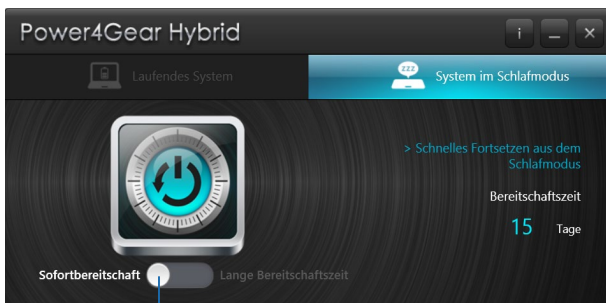 Power4Gear Hybrid
Laufendes System
zzz System im Schlafmodus
> Schnelles Fortsetzen aus dem
Schlafmodus
Bereitschaftszeit
15 Tage
Sofortbereitschaft Lange Bereitschaftszeit